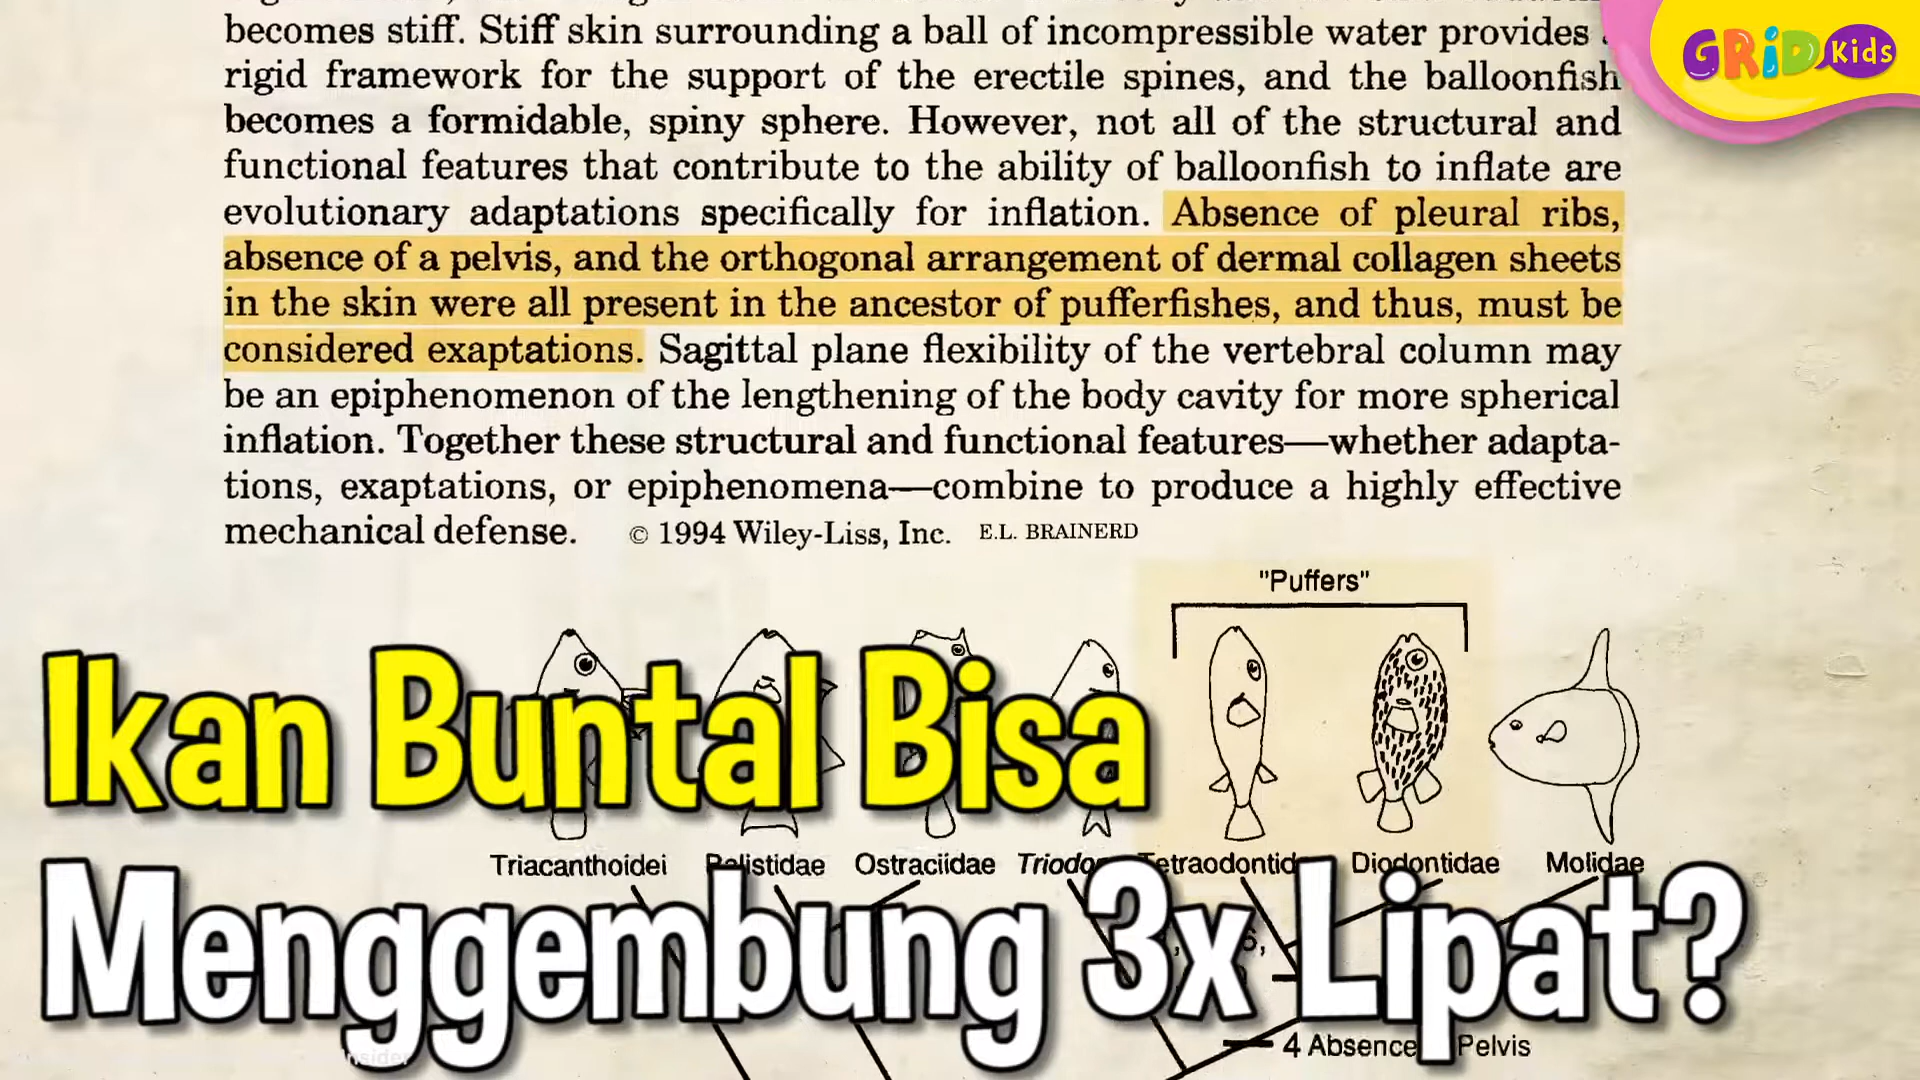 becomes stiff. Stiff skin surrounding a ball of incompressible water provides
rigid framework for the support of the erectile spines, and the balloonfish
becomes a formidable, spiny sphere. However, not all of the structural and
functional features that contribute to the ability of balloonfish to inflate are
evolutionary adaptations specifically for inflation. Absence of pleural ribs,
absence of a pelvis, and the orthogonal arrangement of dermal collagen sheets
in the skin were all present in the ancestor of pufferfishes, and thus, must be
considered exaptations. Sagittal plane flexibility of the vertebral column may
be an epiphenomenon of the lengthening of the body cavity for more spherical
inflation. Together these structural and functional features—whether adapta-
tions, exaptations, or epiphenomena—combine to produce a highly effective
mechanical defense. © 1994 Wiley-Liss, Inc. E.L. BRAINERD
GRiD Kids
"Puffers"
Ikan Buntal Bisa
Triacanthoidei Balistidae Ostraciidae Triodo Tetraodontid Diodontidae Molidae
Menggembung 3x Lipat?
4 Absence Pelvis